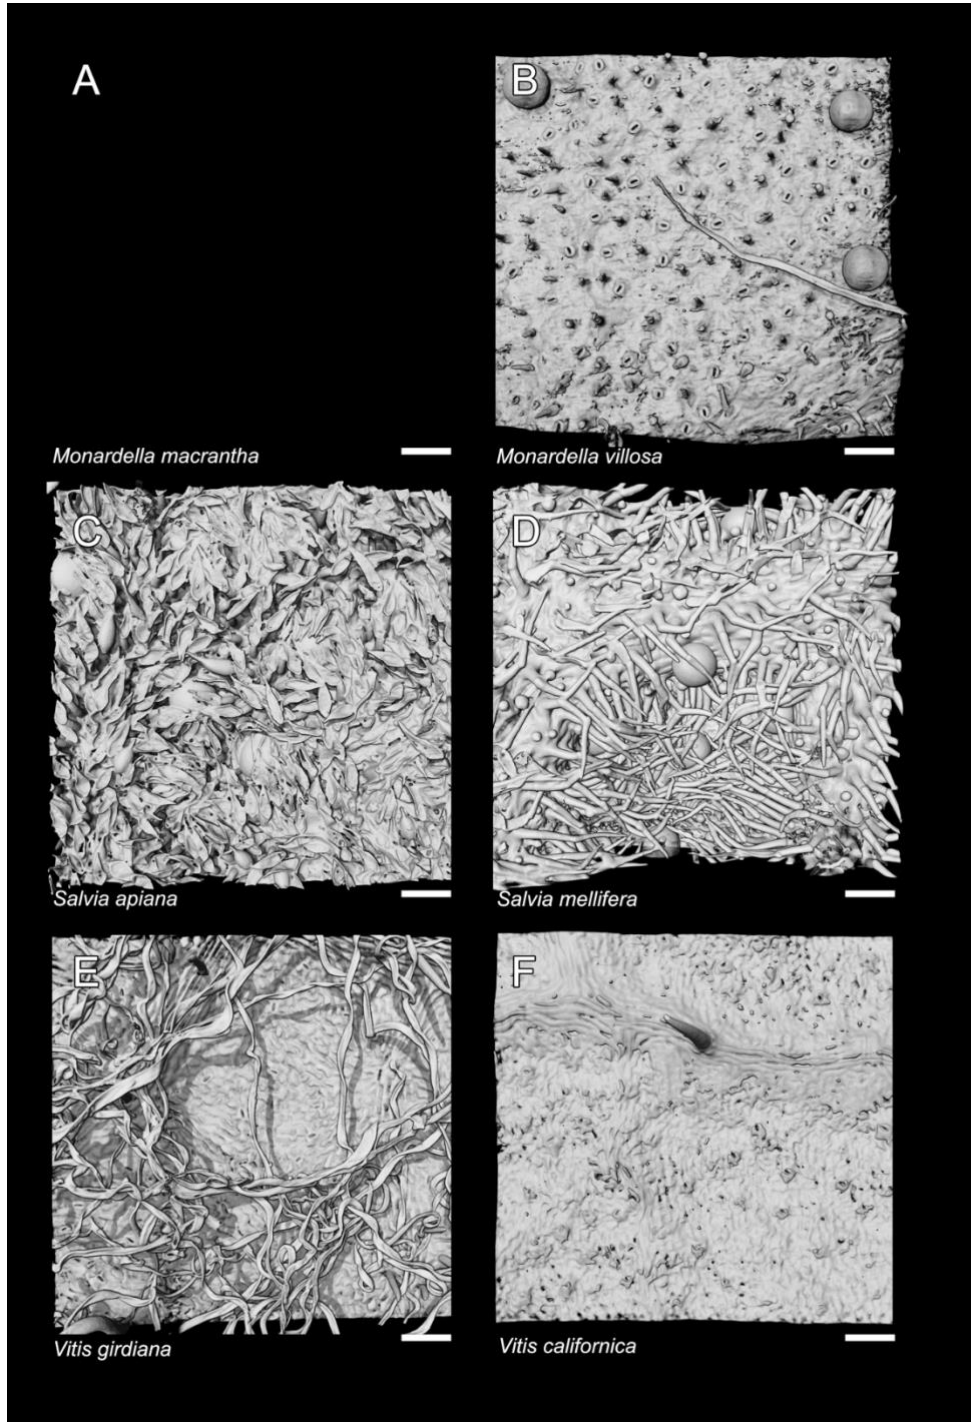 A
B
Monardella macrantha
Monardella villosa
C
D
Salvia apiana
Salvia mellifera
E
F
Vitis girdiana
Vitis californica